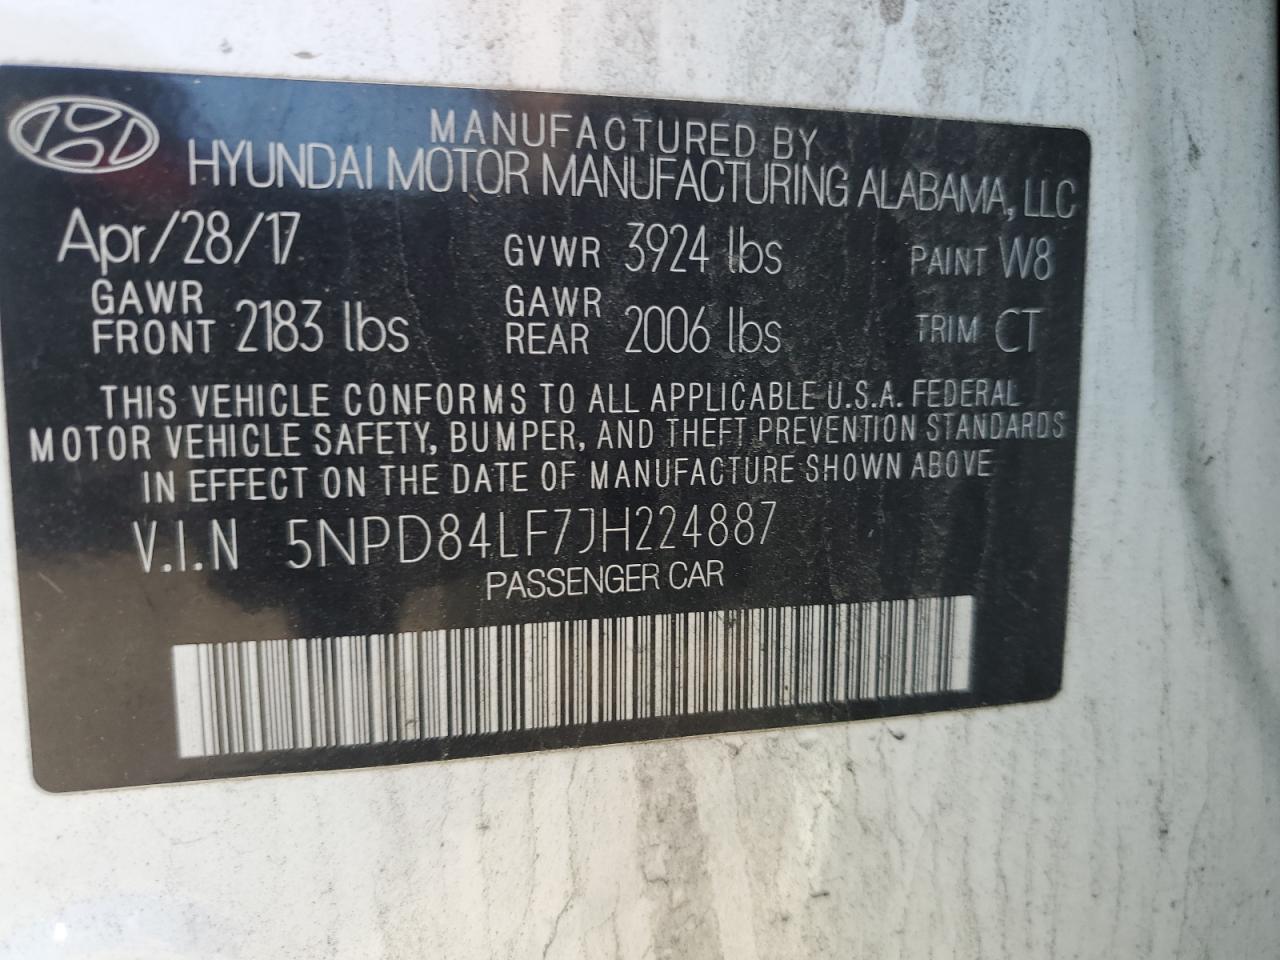 MANUFACTURED BY
HYUNDAI MOTOR MANUFACTURING ALABAMA, LLC
Apr/28/17 GVWR 3924 lbs PAINT W8
GAWR FRONT 2183 lbs GAWR REAR 2006 lbs TRIM CT
THIS VEHICLE CONFORMS TO ALL APPLICABLE U.S.A. FEDERAL
MOTOR VEHICLE SAFETY, BUMPER, AND THEFT PREVENTION STANDARDS
IN EFFECT ON THE DATE OF MANUFACTURE SHOWN ABOVE
V.I.N 5NPD84LF7JH224887
PASSENGER CAR